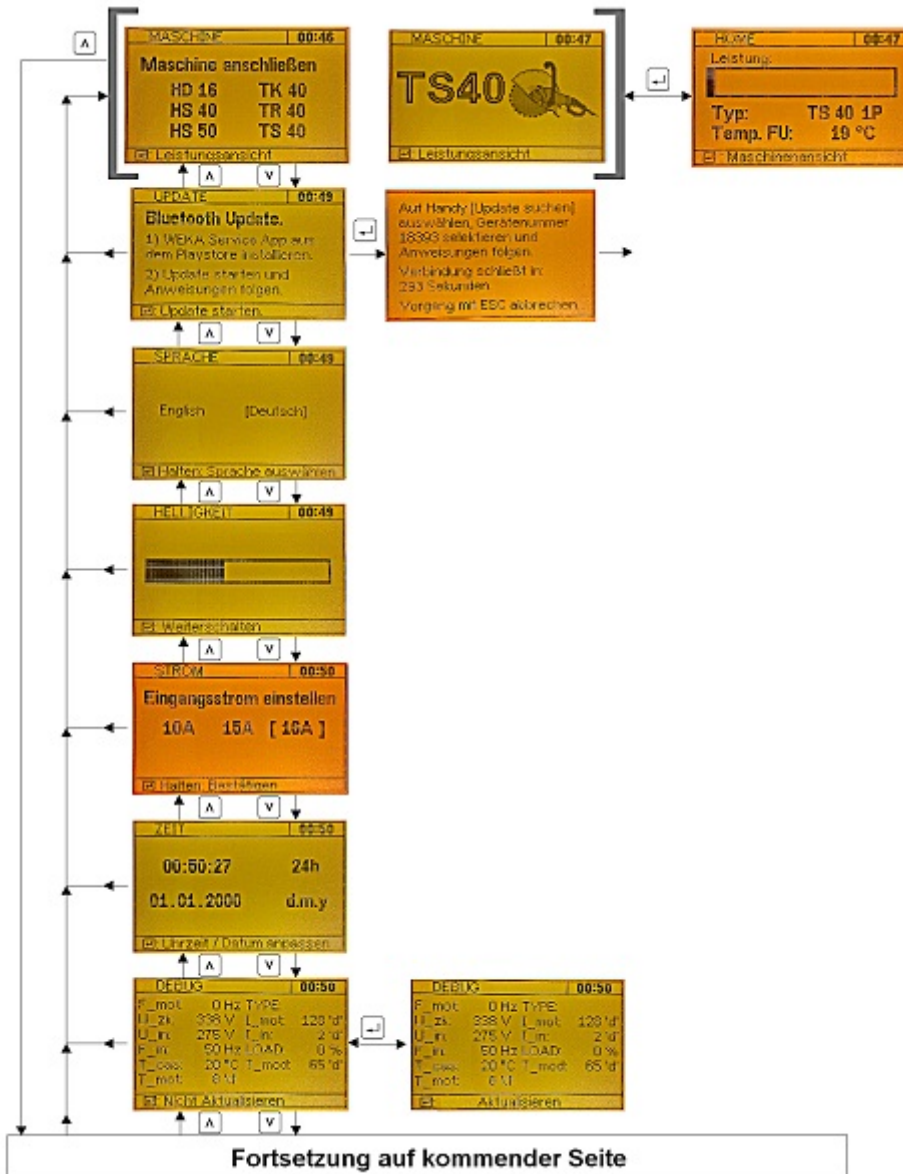 MASCHINE 00:46
Maschine anschließen
HD 16 TK 40
HS 40 TR 40
HS 50 TS 40
Leistungsansicht
MASCHINE 00:47
TS40
Leistungsansicht
HOME 00:47
Leistung:
Typ: TS 40 1P
Temp. FU: 19 °C
Maschinenansicht
UPDATE 00:49
Bluetooth Update.
1) WEKA Service App aus
dem Playstore installieren.
2) Update starten und
Anweisungen folgen.
Update starten.
Auf Handy [Update suchen]
auswählen, Gerätenummer
18393 selektieren und
Anweisungen folgen.
Verbindung schließt in:
293 Sekunden
Vorgang mit ESC abbrechen
SPRACHE 00:49
English [Deutsch]
Halten: Sprache auswählen
HELLIGKEIT 00:49
Weiterschalten
STROM 00:50
Eingangsstrom einstellen
10A 15A [ 16A ]
Halten: Bestätigen
ZEIT 00:50
00:50:27 24h
01.01.2000 d.m.y
Uhrzeit / Datum anpassen
DEBUG 00:50
F_mot: 0 Hz TYPE:
U_zk: 338 V I_mot: 128 'd'
U_in: 275 V I_in: 2 'd'
F_in: 50 Hz LOAD: 0 %
20 °C T_mod: 65 'd'
T_mot:
Nicht Aktualisieren
DEBUG 00:50
F_mot: 0 Hz TYPE:
U_zk: 338 V I_mot: 128 'd'
U_in: 275 V I_in: 2 'd'
F_in: 50 Hz LOAD: 0 %
20 °C T_mod: 65 'd'
T_mot:
Aktualisieren
Fortsetzung auf kommender Seite